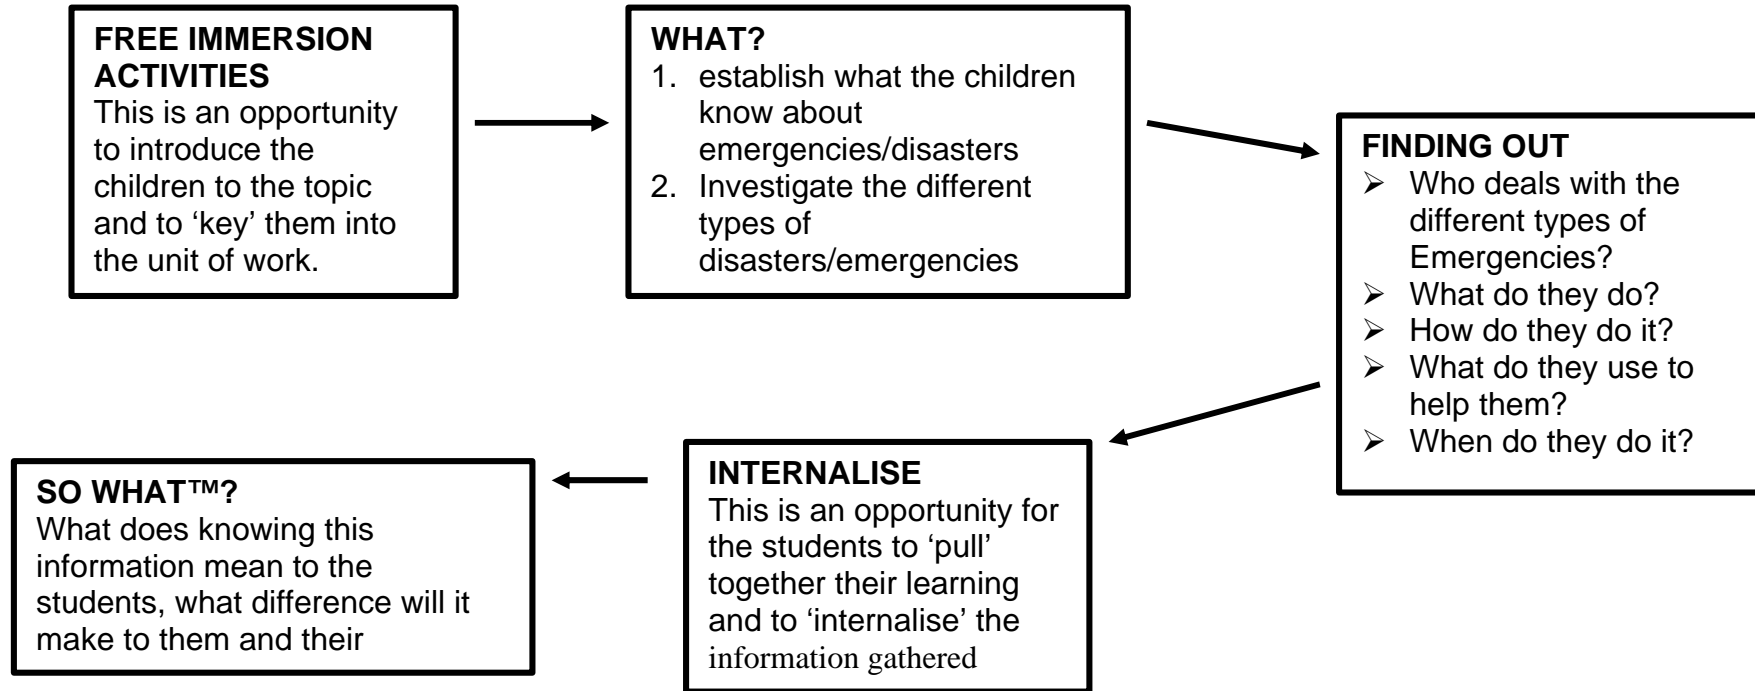 FREE IMMERSION
ACTIVITIES
This is an opportunity
to introduce the
children to the topic
and to ‘key’ them into
the unit of work.
WHAT?
1. establish what the children
know about
emergencies/disasters
2. Investigate the different
types of
disasters/emergencies
FINDING OUT
➢ Who deals with the
different types of
Emergencies?
➢ What do they do?
➢ How do they do it?
➢ What do they use to
help them?
➢ When do they do it?
INTERNALISE
This is an opportunity for
the students to ‘pull’
together their learning
and to ‘internalise’ the
information gathered
SO WHAT™?
What does knowing this
information mean to the
students, what difference will it
make to them and their